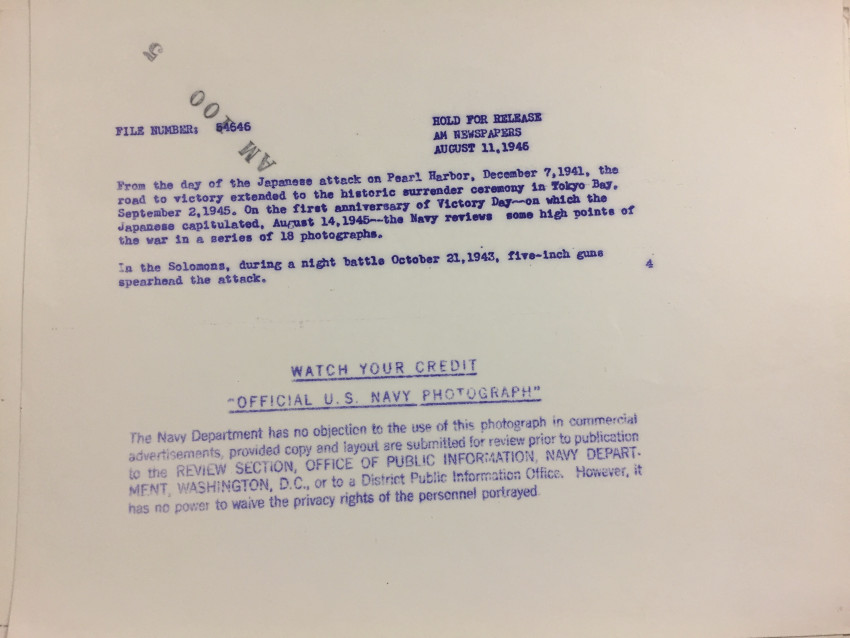 5
00
FILE NUMBER: 54646
AM
HOLD FOR RELEASE
AM NEWSPAPERS
AUGUST 11,1946
From the day of the Japanese attack on Pearl Harbor, December 7,1941, the
road to victory extended to the historic surrender ceremony in Tokyo Bay,
September 2,1945. On the first anniversary of Victory Day--on which the
Japanese capitulated, August 14,1945--the Navy reviews some high points of
the war in a series of 18 photographs.
In the Solomons, during a night battle October 21,1943, five-inch guns
spearhead the attack.
4
WATCH YOUR CREDIT
"OFFICIAL U.S. NAVY PHOTOGRAPH"
The Navy Department has no objection to the use of this photograph in commercial
advertisements, provided copy and layout are submitted for review prior to publication
to the REVIEW SECTION, OFFICE OF PUBLIC INFORMATION, NAVY DEPART-
MENT, WASHINGTON, D.C., or to a District Public Information Office. However, it
has no power to waive the privacy rights of the personnel portrayed.